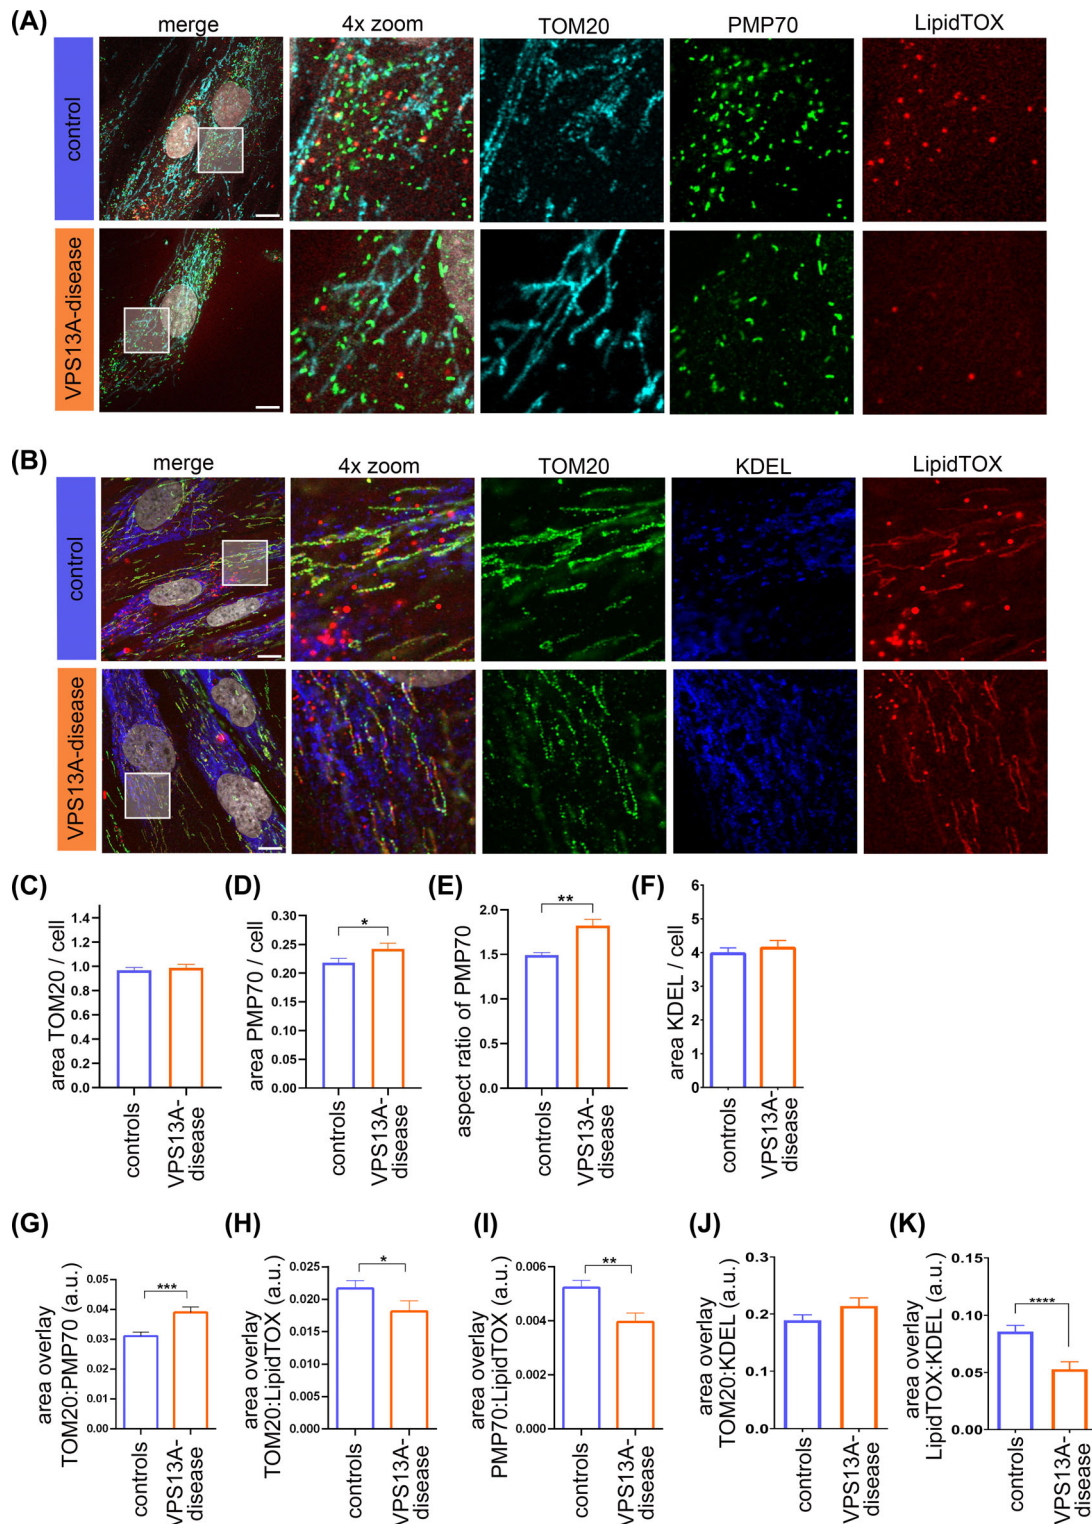 (A)
merge 4x zoom TOM20 PMP70 LipidTOX
control
VPS13A-disease
(B)
merge 4x zoom TOM20 KDEL LipidTOX
control
VPS13A-disease
(C)
area TOM20 / cell
1.4
1.2
1.0
0.8
0.6
0.4
0.2
0.0
controls
VPS13A-
disease
(D)
area PMP70 / cell
0.30
0.25
0.20
0.15
0.10
0.05
0.00
*
controls
VPS13A-
disease
(E)
aspect ratio of PMP70
2.0
1.5
1.0
0.5
0.0
**
controls
VPS13A-
disease
(F)
area KDEL / cell
6
5
4
3
2
1
0
controls
VPS13A-
disease
(G)
area overlay
TOM20:PMP70 (a.u.)
0.05
0.04
0.03
0.02
0.01
0.00
***
controls
VPS13A-
disease
(H)
area overlay
TOM20:LipidTOX (a.u.)
0.025
0.020
0.015
0.010
0.005
0.000
*
controls
VPS13A-
disease
(I)
area overlay
PMP70:LipidTOX (a.u.)
0.006
0.004
0.002
0.000
**
controls
VPS13A-
disease
(J)
area overlay
TOM20:KDEL (a.u.)
0.3
0.2
0.1
0.0
controls
VPS13A-
disease
(K)
area overlay
LipidTOX:KDEL (a.u.)
0.15
0.10
0.05
0.00
****
controls
VPS13A-
disease